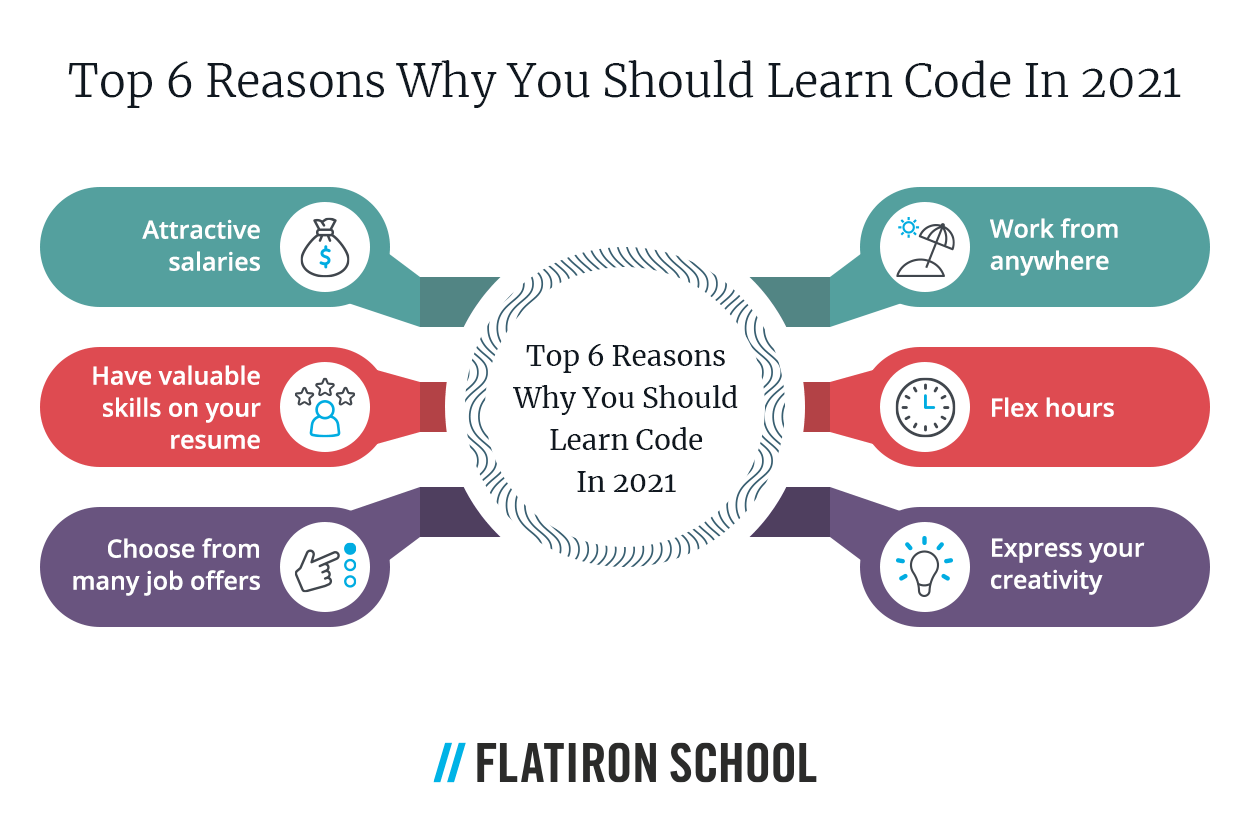 Top 6 Reasons Why You Should Learn Code In 2021
Attractive
salaries
$
Have valuable
skills on your
resume
Choose from
many job offers
Top 6 Reasons
Why You Should
Learn Code
In 2021
Work from
anywhere
Flex hours
Express your
creativity
// FLATIRON SCHOOL